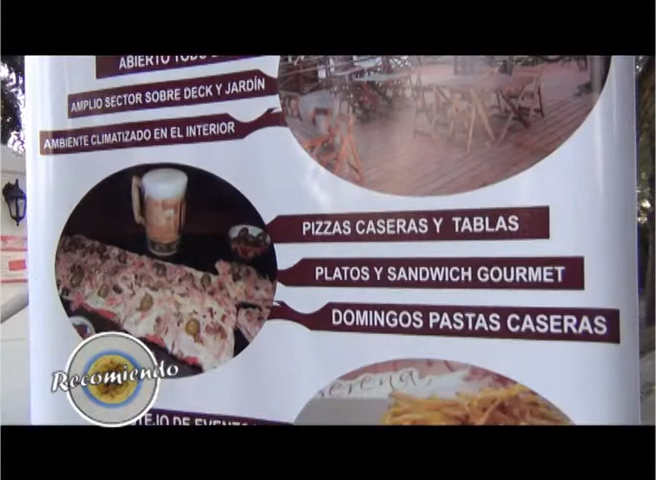 ABIERTO TODO
AMPLIO SECTOR SOBRE DECK Y JARDÍN
AMBIENTE CLIMATIZADO EN EL INTERIOR
PIZZAS CASERAS Y TABLAS
PLATOS Y SANDWICH GOURMET
DOMINGOS PASTAS CASERAS
Recomiendo
serena